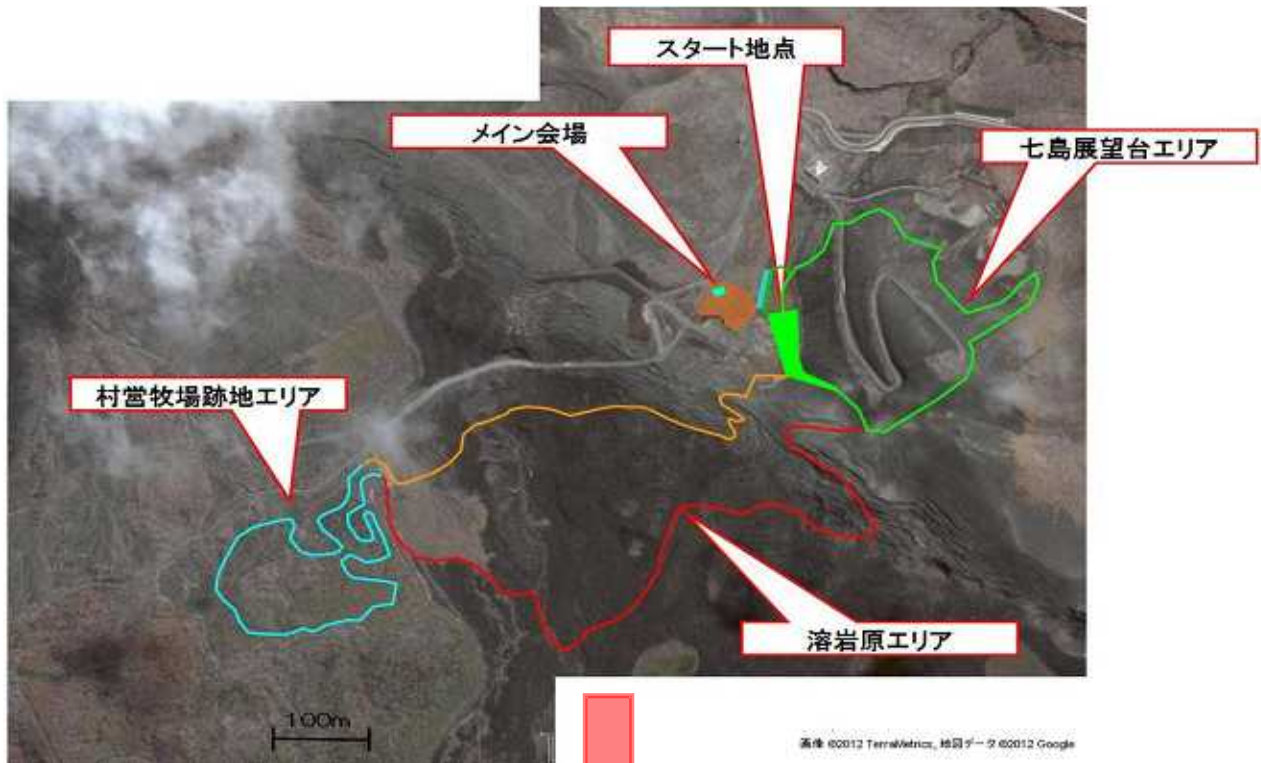 スタート地点
メイン会場
七島展望台エリア
村営牧場跡地エリア
溶岩原エリア
100m
画像 ©2012 TerraMetrics, 地図データ ©2012 Google